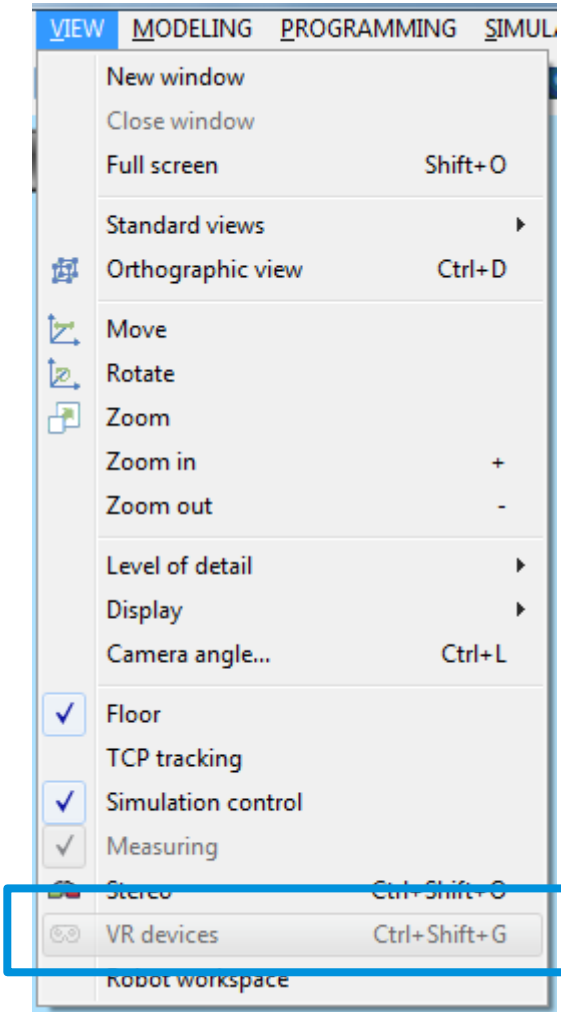 VIEW MODELING PROGRAMMING SIMUL
New window
Close window
Full screen Shift+O
Standard views
Orthographic view Ctrl+D
Move
Rotate
Zoom
Zoom in +
Zoom out -
Level of detail
Display
Camera angle... Ctrl+L
Floor
TCP tracking
Simulation control
Measuring
Stereo Ctrl+Shift+O
VR devices Ctrl+Shift+G
Robot workspace